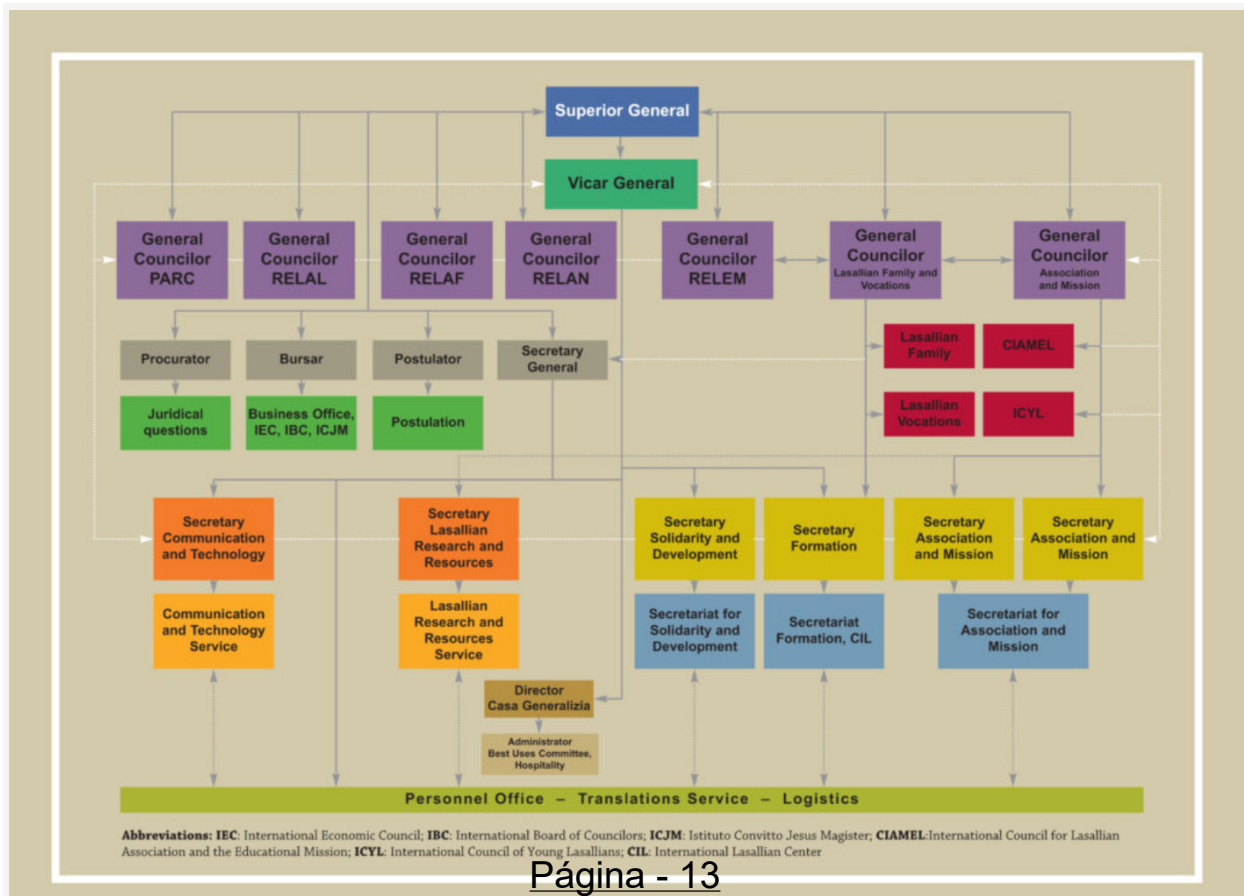 Superior General
Vicar General
General
Councilor
PARC
General
Councilor
RELAL
General
Councilor
RELAF
General
Councilor
RELAN
General
Councilor
RELEM
General
Councilor
Lasallian Family and
Vocations
General
Councilor
Association
and Mission
Procurator
Bursar
Postulator
Secretary
General
Lasallian
Family
CIAMEL
Juridical
questions
Business Office,
IEC, IBC, ICJM
Postulation
Lasallian
Vocations
ICYL
Secretary
Communication
and Technology
Secretary
Lasallian
Research and
Resources
Secretary
Solidarity and
Development
Secretary
Formation
Secretary
Association
and Mission
Secretary
Association and
Mission
Communication
and Technology
Service
Lasallian
Research and
Resources
Service
Secretariat for
Solidarity and
Development
Secretariat
Formation, CIL
Secretariat for
Association and
Mission
Director
Casa Generalizia
Administrator
Best Uses Committee,
Hospitality
Personnel Office – Translations Service – Logistics
Abbreviations: IEC: International Economic Council; IBC: International Board of Councilors; ICJM: Istituto Convitto Jesus Magister; CIAMEL:International Council for Lasallian
Association and the Educational Mission; ICYL: International Council of Young Lasallians; CIL: International Lasallian Center
Página - 13